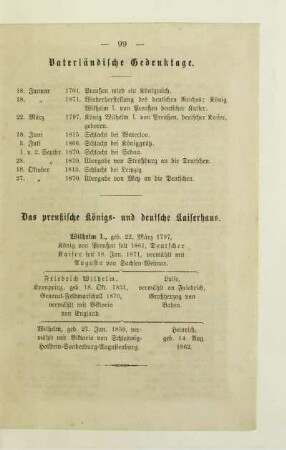 — 99 —
Vaterländische Gedenktage.
18. Januar 1701. Preußen wird ein Königreich.
18. „ 1871. Wiederherstellung des deutschen Reichs: König
Wilhelm I. von Preußen deutscher Kaiser.
22. März 1797. König Wilhelm I. von Preußen, deutscher Kaiser,
geboren.
18. Juni 1815. Schlacht bei Waterloo.
3. Juli 1866. Schlacht bei Königgrätz.
1. u. 2. Septbr. 1870. Schlacht bei Sedan.
28. „ 1870. Übergabe von Straßburg an die Deutschen.
18. Oktober 1813. Schlacht bei Leipzig.
27. „ 1870. Übergabe von Metz an die Deutschen.
Das preußische Königs- und deutsche Kaiserhaus.
Wilhelm I., geb. 22. März 1797,
König von Preußen seit 1861, Deutscher
Kaiser seit 18. Jan. 1871, vermählt mit
Augusta von Sachsen-Weimar.
Friedrich Wilhelm,
Kronprinz, geb. 18. Okt. 1831,
General-Feldmarschall 1870,
vermählt mit Viktoria
von England.
Luise,
vermählt an Friedrich,
Großherzog von
Baden.
Wilhelm, geb. 27. Jan. 1859, ver-
mählt mit Viktoria von Schleswig-
Holstein-Sonderburg-Augustenburg.
Heinrich,
geb. 14. Aug.
1862.